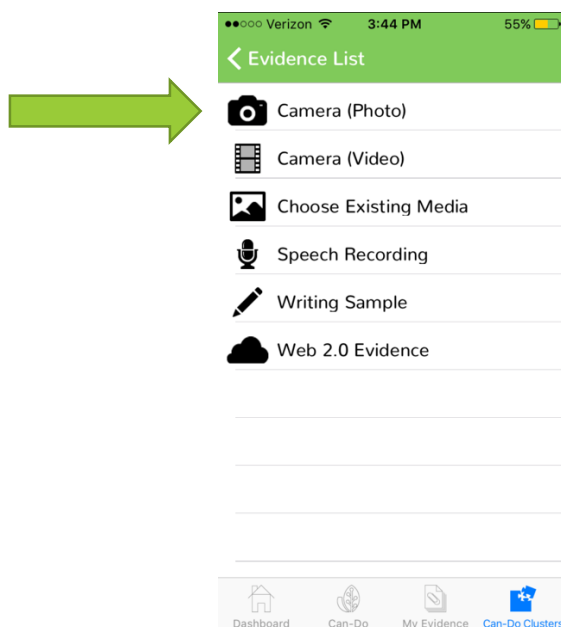 ●●○○○ Verizon 3:44 PM 55%
Evidence List
Camera (Photo)
Camera (Video)
Choose Existing Media
Speech Recording
Writing Sample
Web 2.0 Evidence
Dashboard Can-Do My Evidence Can-Do Clusters